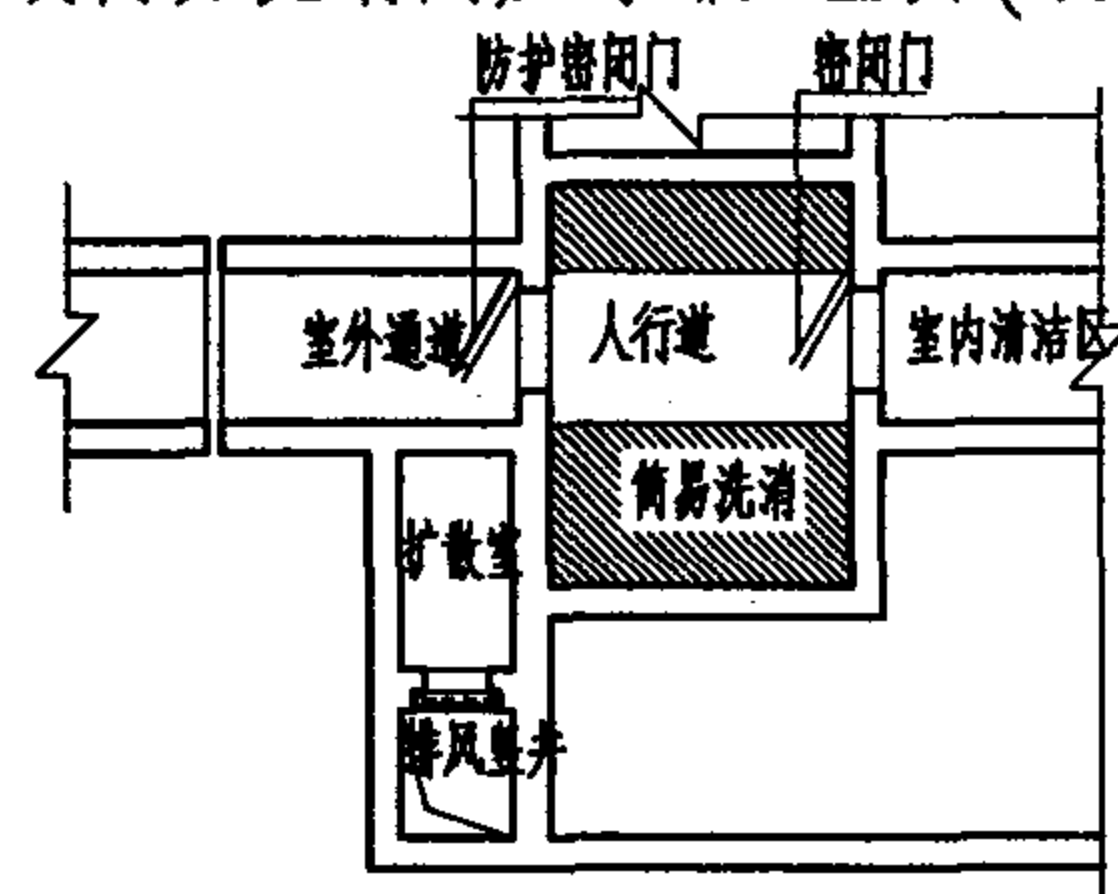 防护密闭门
密闭门
室外通道
人行道
室内清洁区
简易洗消
扩散室
排风竖井